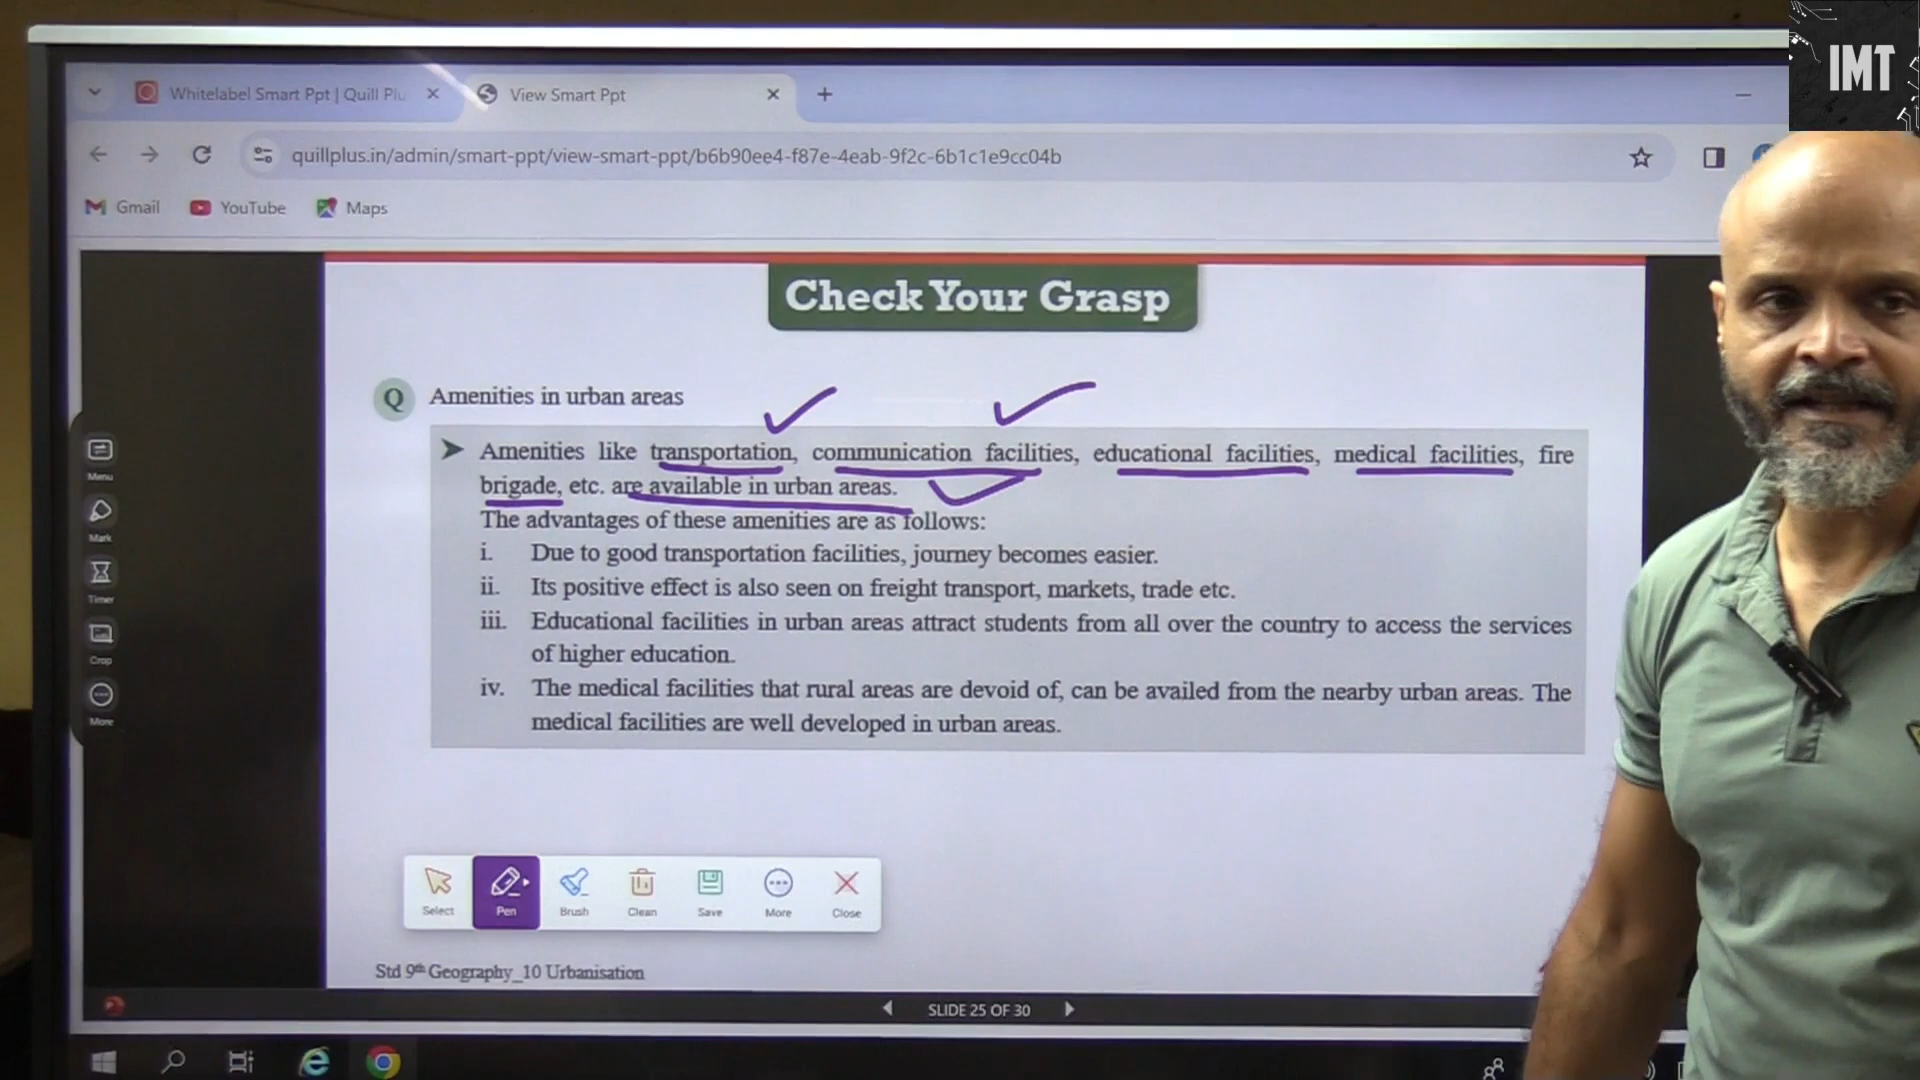 IMT
Whitelabel Smart Ppt | Quill Plu
View Smart Ppt
quillplus.in/admin/smart-ppt/view-smart-ppt/b6b90ee4-f87e-4eab-9f2c-6b1c1e9cc04b
Gmail YouTube Maps
Check Your Grasp
Q Amenities in urban areas
Amenities like transportation, communication facilities, educational facilities, medical facilities, fire
brigade, etc. are available in urban areas.
The advantages of these amenities are as follows:
i. Due to good transportation facilities, journey becomes easier.
ii. Its positive effect is also seen on freight transport, markets, trade etc.
iii. Educational facilities in urban areas attract students from all over the country to access the services
of higher education.
iv. The medical facilities that rural areas are devoid of, can be availed from the nearby urban areas. The
medical facilities are well developed in urban areas.
Menu
Mark
Timer
Crop
More
Select Pen Brush Clean Save More Close
Std 9th Geography_10 Urbanisation
SLIDE 25 OF 30